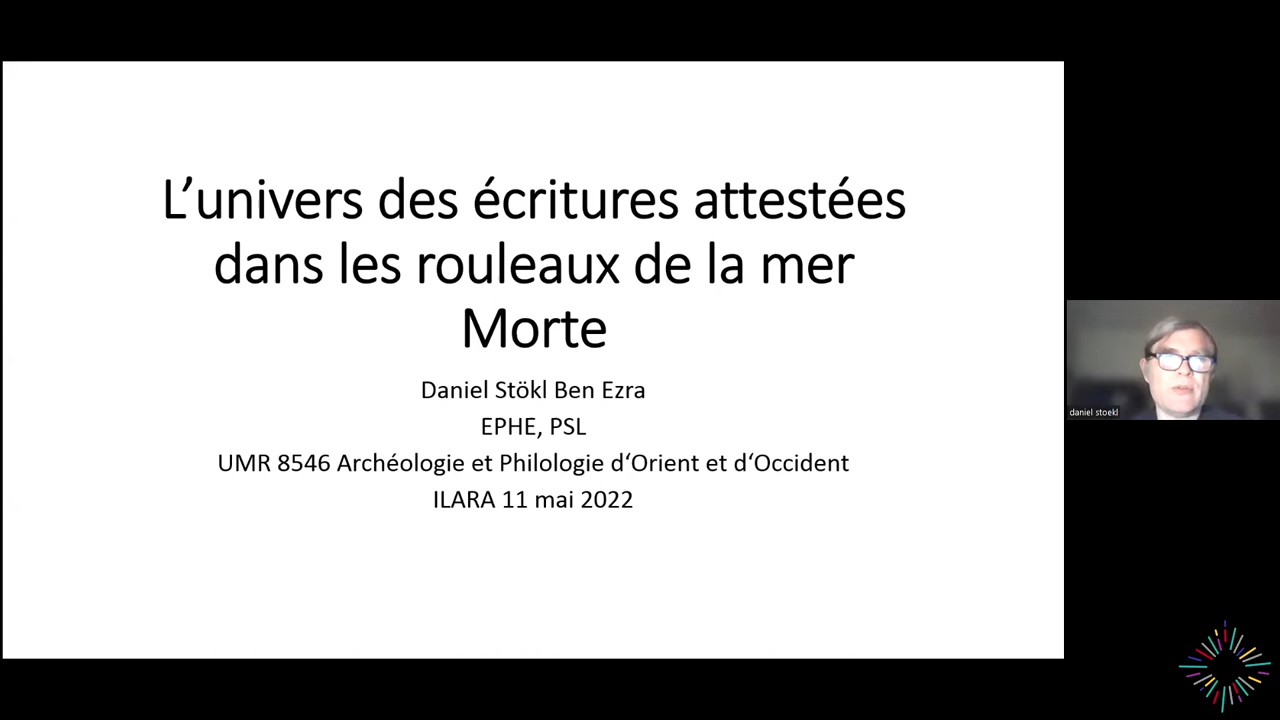 L’univers des écritures attestées
dans les rouleaux de la mer
Morte
Daniel Stökl Ben Ezra
EPHE, PSL
UMR 8546 Archéologie et Philologie d‘Orient et d‘Occident
ILARA 11 mai 2022
daniel stoekl